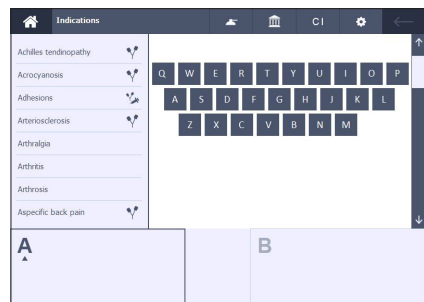 Indications
CI
Achilles tendinopathy
Acrocyanosis
Adhesions
Arteriosclerosis
Arthralgia
Arthritis
Arthrosis
Aspecific back pain
Q W E R T Y U I O P
A S D F G H J K L
Z X C V B N M
A
B